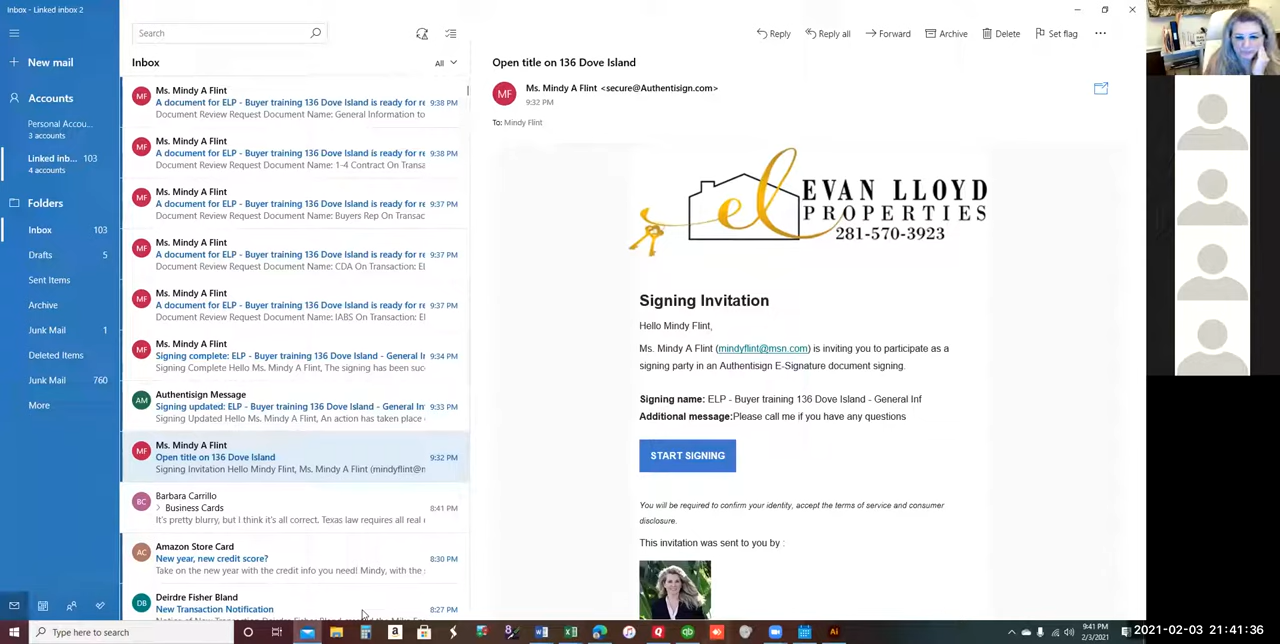 Inbox - Linked inbox 2
New mail
Accounts
Personal Accou...
3 accounts
Linked inb... 103
4 accounts
Folders
Inbox 103
Drafts 5
Sent Items
Archive
Junk Mail 1
Deleted Items
Junk Mail 760
More
Search
Inbox
All
MF
Ms. Mindy A Flint
A document for ELP - Buyer training 136 Dove Island is ready for re 9:38 PM
Document Review Request Document Name: General Information to
MF
Ms. Mindy A Flint
A document for ELP - Buyer training 136 Dove Island is ready for re 9:38 PM
Document Review Request Document Name: 1-4 Contract On Transa
MF
Ms. Mindy A Flint
A document for ELP - Buyer training 136 Dove Island is ready for re 9:37 PM
Document Review Request Document Name: Buyers Rep On Transac
MF
Ms. Mindy A Flint
A document for ELP - Buyer training 136 Dove Island is ready for re 9:37 PM
Document Review Request Document Name: CDA On Transaction: EL
MF
Ms. Mindy A Flint
A document for ELP - Buyer training 136 Dove Island is ready for re 9:37 PM
Document Review Request Document Name: IABS On Transaction: El
MF
Ms. Mindy A Flint
Signing complete: ELP - Buyer training 136 Dove Island - General Ir 9:34 PM
Signing Complete Hello Ms. Mindy A Flint, The signing has been suc
AM
Authentisign Message
Signing updated: ELP - Buyer training 136 Dove Island - General Inf 9:33 PM
Signing Updated Hello Ms. Mindy A Flint, An action has taken place
MF
Ms. Mindy A Flint
Open title on 136 Dove Island 9:32 PM
Signing Invitation Hello Mindy Flint, Ms. Mindy A Flint (mindyflint@m
BC
Barbara Carrillo
Business Cards 8:41 PM
It's pretty blurry, but I think it's all correct. Texas law requires all real
AC
Amazon Store Card
New year, new credit score? 8:30 PM
Take on the new year with the credit info you need! Mindy, with the
DB
Deirdre Fisher Bland
New Transaction Notification 8:27 PM
Reply
Reply all
Forward
Archive
Delete
Set flag
Open title on 136 Dove Island
MF
Ms. Mindy A Flint <secure@Authentisign.com>
9:32 PM
To: Mindy Flint
el EVAN LLOYD
PROPERTIES
281-570-3923
Signing Invitation
Hello Mindy Flint,
Ms. Mindy A Flint (mindyflint@msn.com) is inviting you to participate as a
signing party in an Authentisign E-Signature document signing.
Signing name: ELP - Buyer training 136 Dove Island - General Inf
Additional message:Please call me if you have any questions
START SIGNING
You will be required to confirm your identity, accept the terms of service and consumer
disclosure.
This invitation was sent to you by :
Type here to search
9:41 PM
2/3/2021
2021-02-03 21:41:36